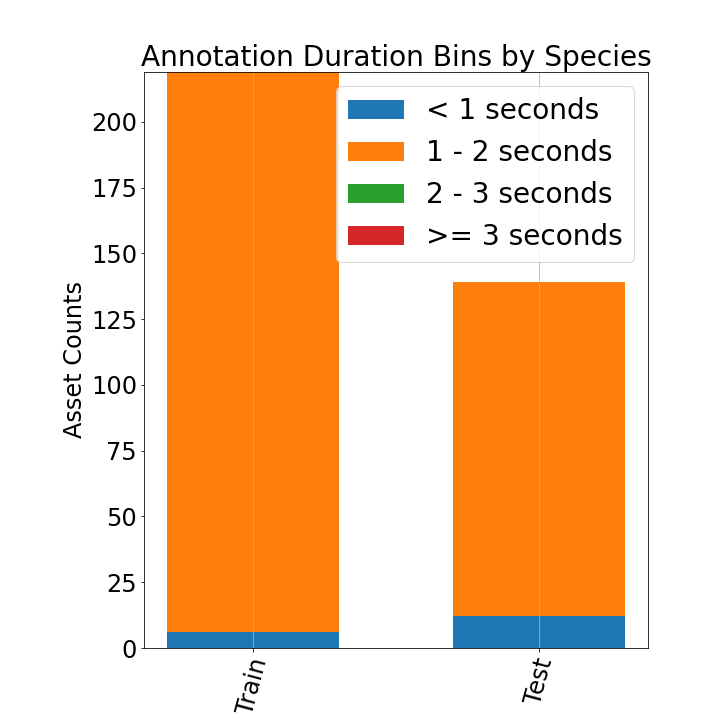 Annotation Duration Bins by Species
< 1 seconds
1 - 2 seconds
2 - 3 seconds
>= 3 seconds
200
175
150
125
100
75
50
25
0
Asset Counts
Train
Test